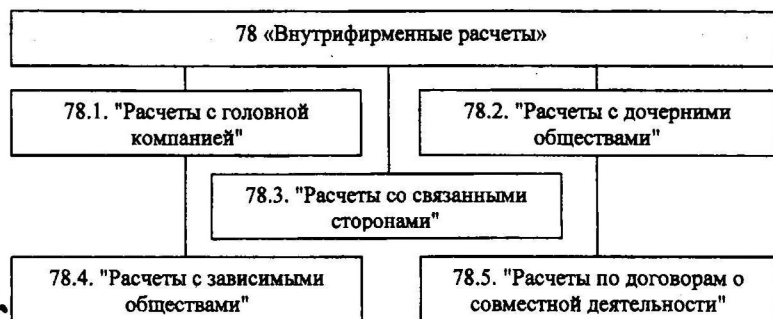 78 «Внутрифирменные расчеты»
78.1. "Расчеты с головной
компанией"
78.2. "Расчеты с дочерними
обществами"
78.3. "Расчеты со связанными
сторонами"
78.4. "Расчеты с зависимыми
обществами"
78.5. "Расчеты по договорам о
совместной деятельности"